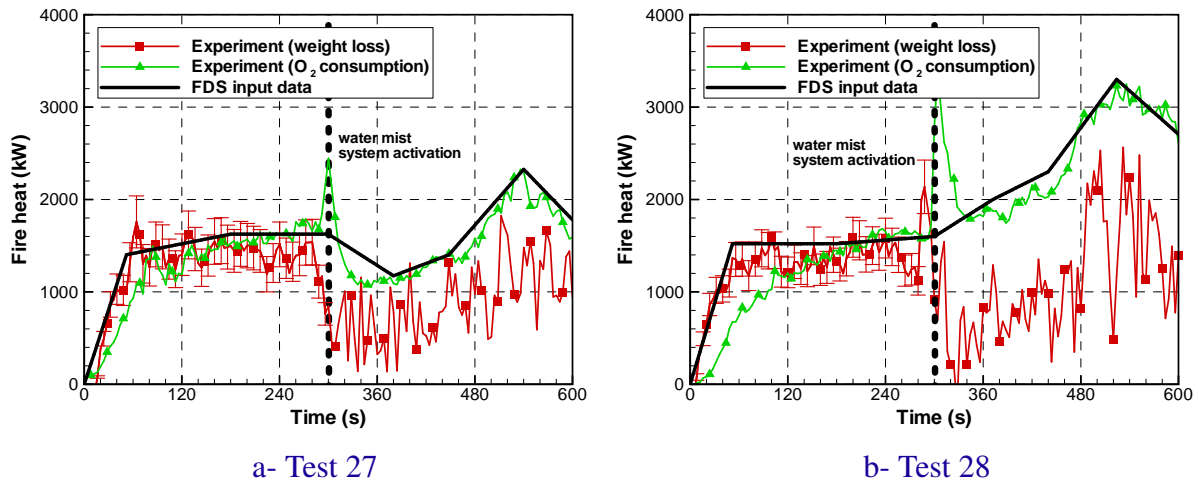 4000
3000
2000
1000
0
Fire heat (kW)
Experiment (weight loss)
Experiment (O2 consumption)
FDS input data
water mist
system activation
0 120 240 360 480 600
Time (s)
a- Test 27
4000
3000
2000
1000
0
Fire heat (kW)
Experiment (weight loss)
Experiment (O2 consumption)
FDS input data
water mist
system activation
0 120 240 360 480 600
Time (s)
b- Test 28